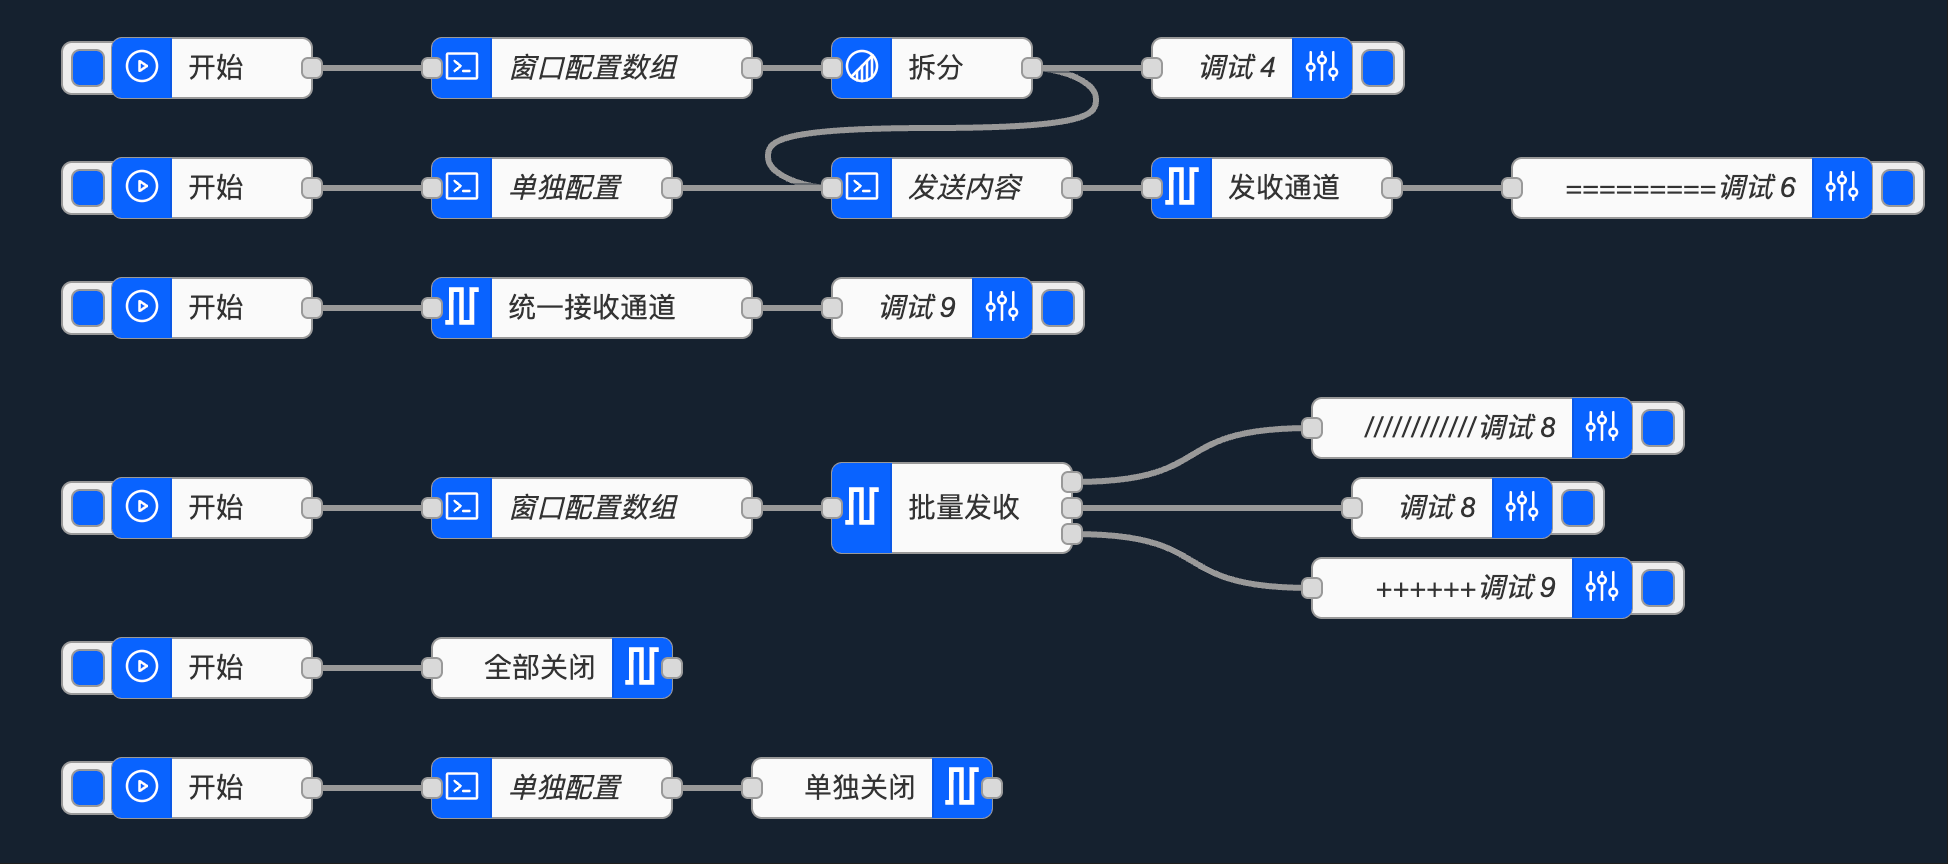 开始 窗口配置数组 拆分 调试 4
开始 单独配置 发送内容 发收通道 =========调试 6
开始 统一接收通道 调试 9
////////////调试 8
开始 窗口配置数组 批量发收 调试 8
++++++调试 9
开始 全部关闭
开始 单独配置 单独关闭